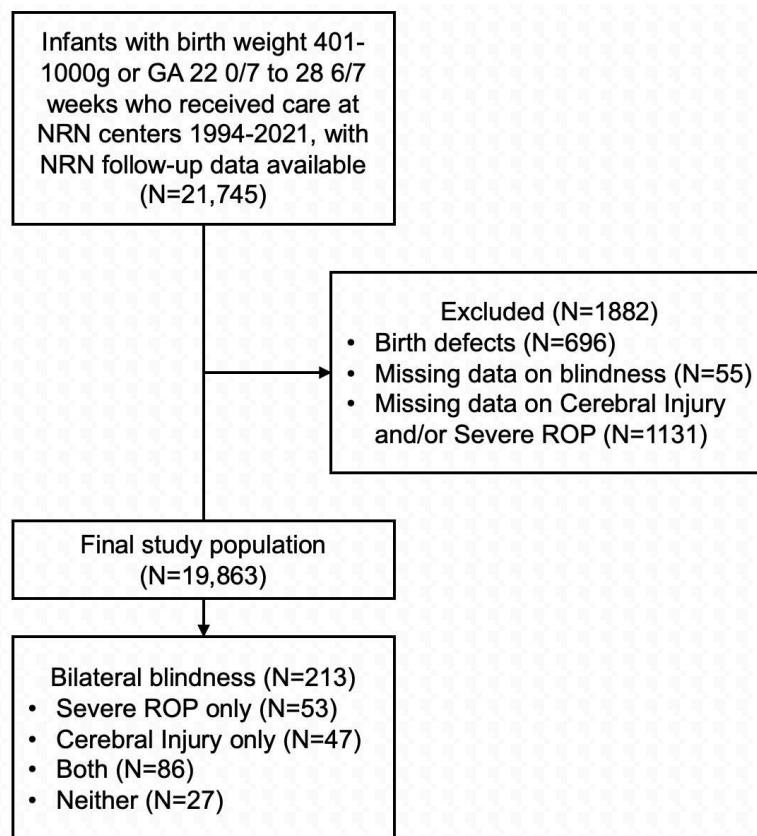 Infants with birth weight 401-
1000g or GA 22 0/7 to 28 6/7
weeks who received care at
NRN centers 1994-2021, with
NRN follow-up data available
(N=21,745)
Excluded (N=1882)
• Birth defects (N=696)
• Missing data on blindness (N=55)
• Missing data on Cerebral Injury
and/or Severe ROP (N=1131)
Final study population
(N=19,863)
Bilateral blindness (N=213)
• Severe ROP only (N=53)
• Cerebral Injury only (N=47)
• Both (N=86)
• Neither (N=27)